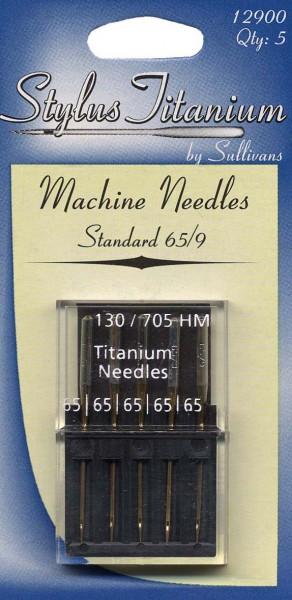 12900
Qty: 5
Stylus Titanium
by Sullivans
Machine Needles
Standard 65/9
130 / 705 HM
Titanium
Needles
65 | 65 | 65 | 65 | 65